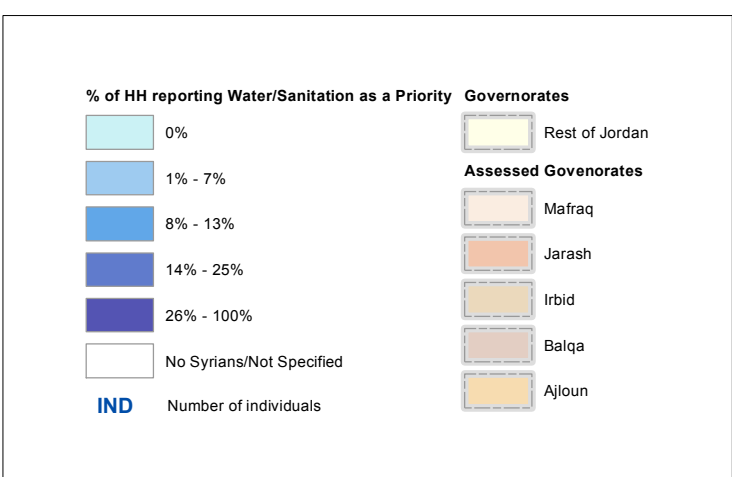 % of HH reporting Water/Sanitation as a Priority
0%
1% - 7%
8% - 13%
14% - 25%
26% - 100%
No Syrians/Not Specified
IND Number of individuals
Governorates
Rest of Jordan
Assessed Govenorates
Mafraq
Jarash
Irbid
Balqa
Ajloun